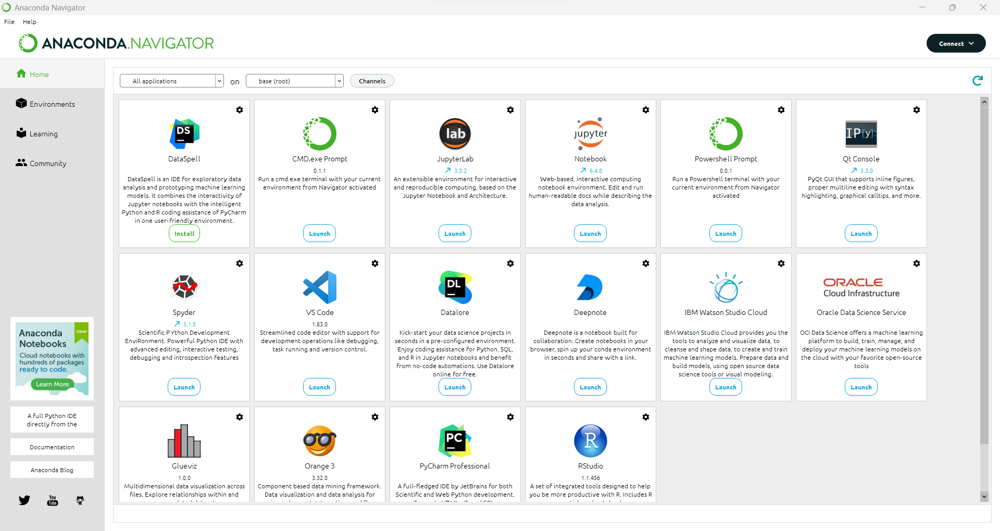 Anaconda Navigator
File Help
ANACONDA.NAVIGATOR
Connect
Home
Environments
Learning
Community
All applications
on
base (root)
Channels
DS
DataSpell
DataSpell is an IDE for exploratory data
analysis and prototyping machine learning
models. It combines the interactivity of
Jupyter notebooks with the intelligent
Python and R coding assistance of PyCharm
in one user-friendly environment.
Install
CMD.exe Prompt
0.1.1
Run a cmd.exe terminal with your current
environment from Navigator activated
Launch
lab
JupyterLab
3.3.2
An extensible environment for interactive
and reproducible computing, based on the
Jupyter Notebook and Architecture.
Launch
jupyter
Notebook
6.4.8
Web-based, interactive computing
notebook environment. Edit and run
human-readable docs while describing the
data analysis.
Launch
Powershell Prompt
0.0.1
Run a Powershell terminal with your
current environment from Navigator
activated
Launch
IP[y]:
Qt Console
5.3.0
PyQt GUI that supports inline figures,
proper multiline editing with syntax
highlighting, graphical calltips, and more.
Launch
Spyder
5.1.5
Scientific PYthon Development
EnviRonment. Powerful Python IDE with
advanced editing, interactive testing,
debugging and introspection features
Launch
VS Code
1.83.0
Streamlined code editor with support for
development operations like debugging,
task running and version control.
Launch
DL
Datalore
Kick-start your data science projects in
seconds in a pre-configured environment.
Enjoy coding assistance for Python, SQL,
and R in Jupyter notebooks and benefit
from no-code automations. Use Datalore
online for free.
Launch
Deepnote
Deepnote is a notebook built for
collaboration. Create notebooks in your
browser, spin up your conda environment
in seconds and share with a link.
Launch
IBM Watson Studio Cloud
IBM Watson Studio Cloud provides you the
tools to analyze and visualize data, to
cleanse and shape data, to create and train
machine learning models. Prepare data and
build models, using open source data
science tools or visual modeling.
Launch
ORACLE
Cloud Infrastructure
Oracle Data Science Service
OCI Data Science offers a machine learning
platform to build, train, manage, and
deploy your machine learning models on
the cloud with your favorite open-source
tools
Launch
Glueviz
1.0.0
Multidimensional data visualization across
files. Explore relationships within and
Orange 3
3.32.0
Component based data mining framework.
Data visualization and data analysis for
PC
PyCharm Professional
A full-fledged IDE by JetBrains for both
Scientific and Web Python development.
R
RStudio
1.1.456
A set of integrated tools designed to help
you be more productive with R. Includes R
Anaconda
Notebooks
New!
Cloud notebooks with
hundreds of packages
ready to code.
Learn More
A full Python IDE
directly from the
Documentation
Anaconda Blog
You
Tube